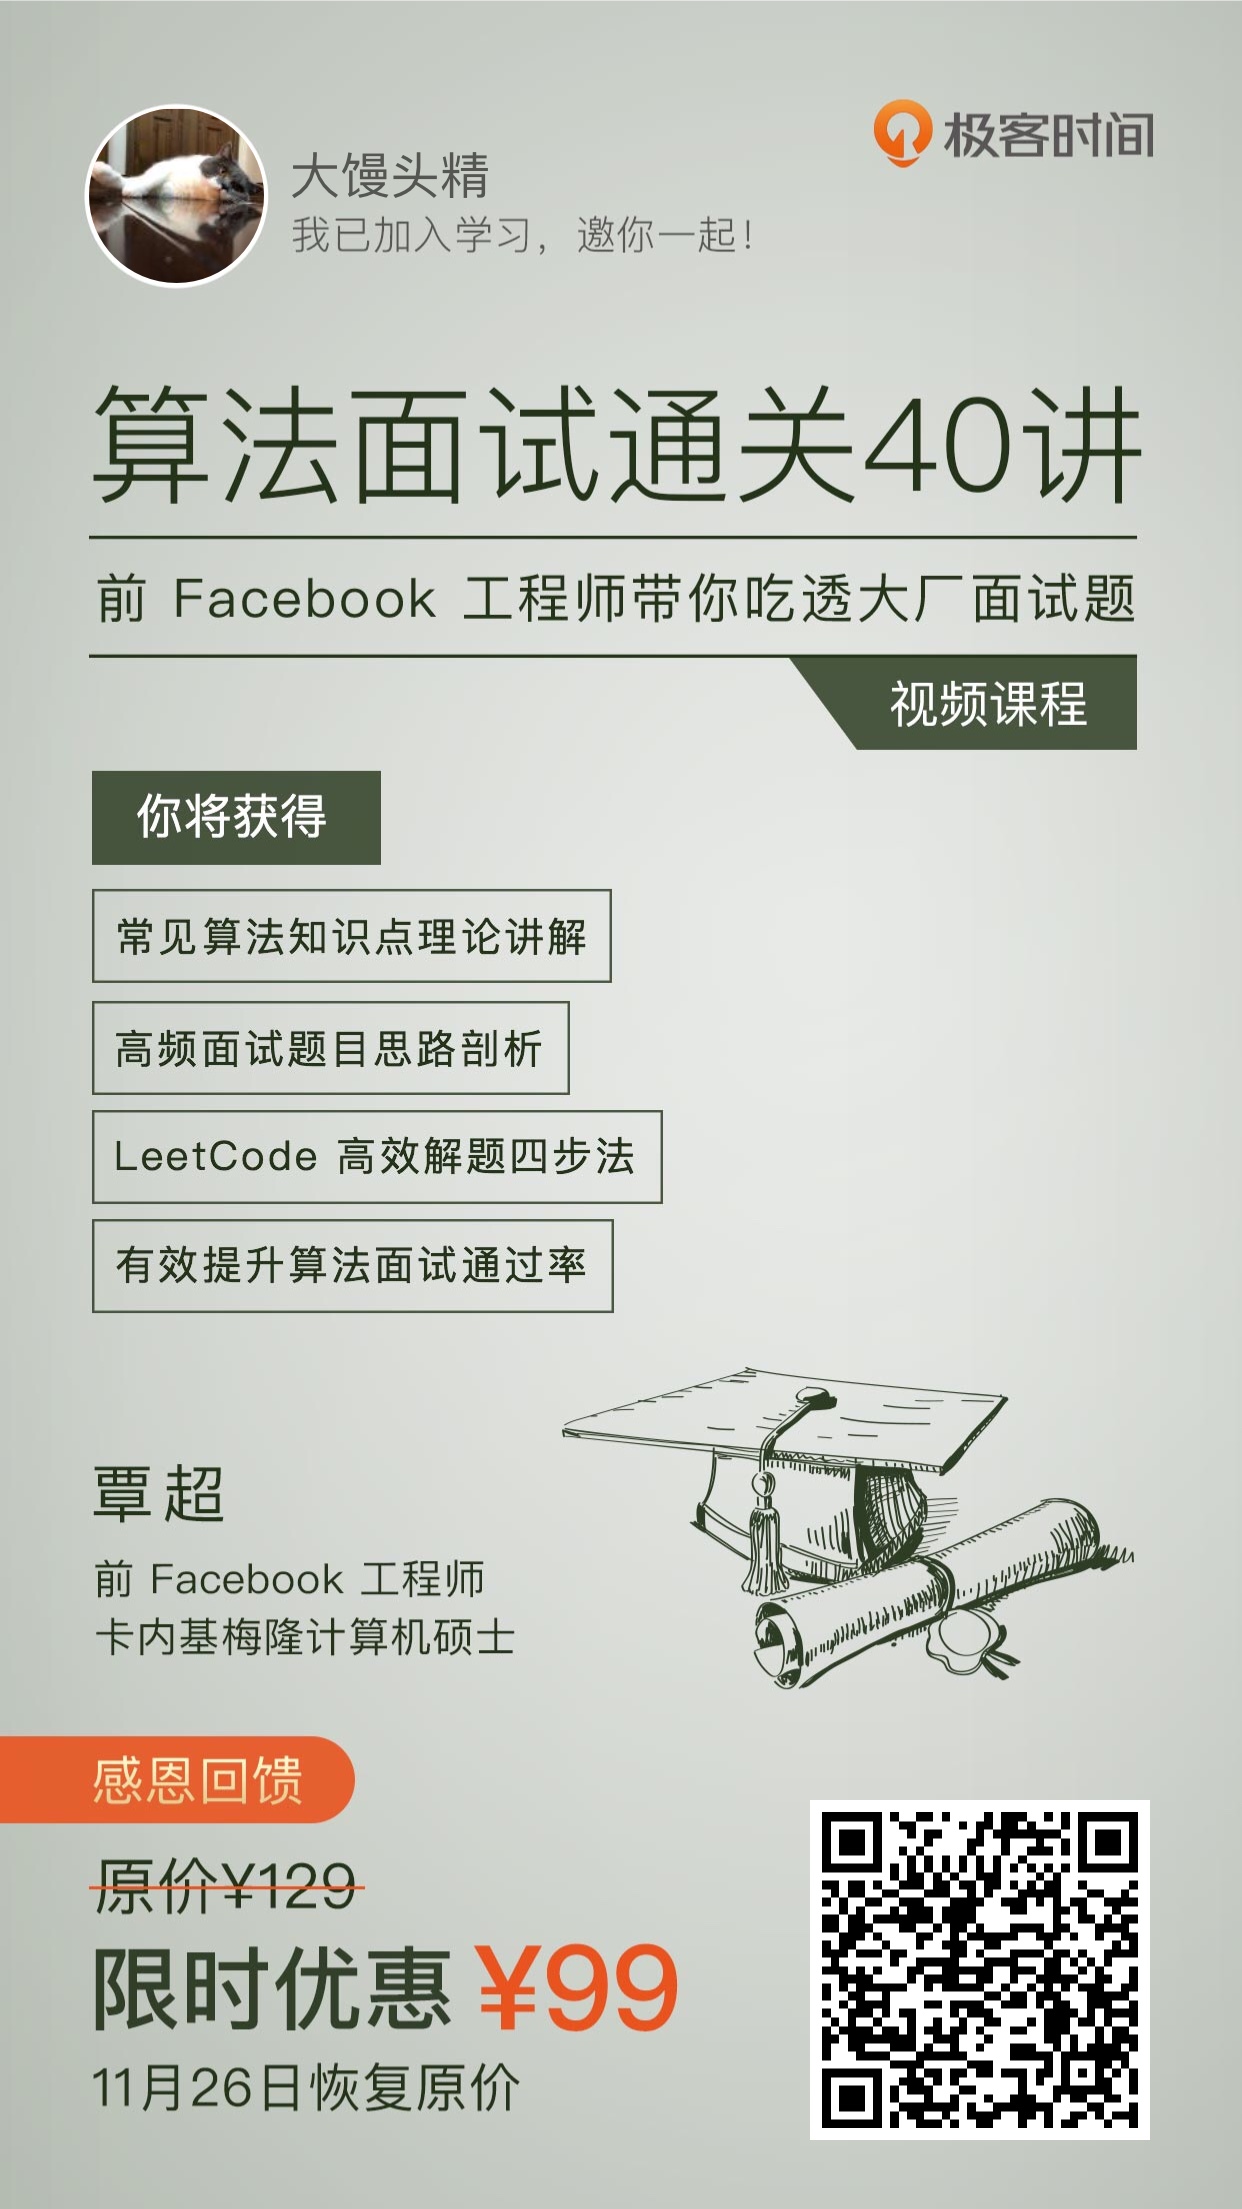 极客时间
大馒头精
我已加入学习，邀你一起！
算法面试通关40讲
前 Facebook 工程师带你吃透大厂面试题
视频课程
你将获得
常见算法知识点理论讲解
高频面试题目思路剖析
LeetCode 高效解题四步法
有效提升算法面试通过率
覃超
前 Facebook 工程师
卡内基梅隆计算机硕士
感恩回馈
原价¥129
限时优惠 ¥99
11月26日恢复原价